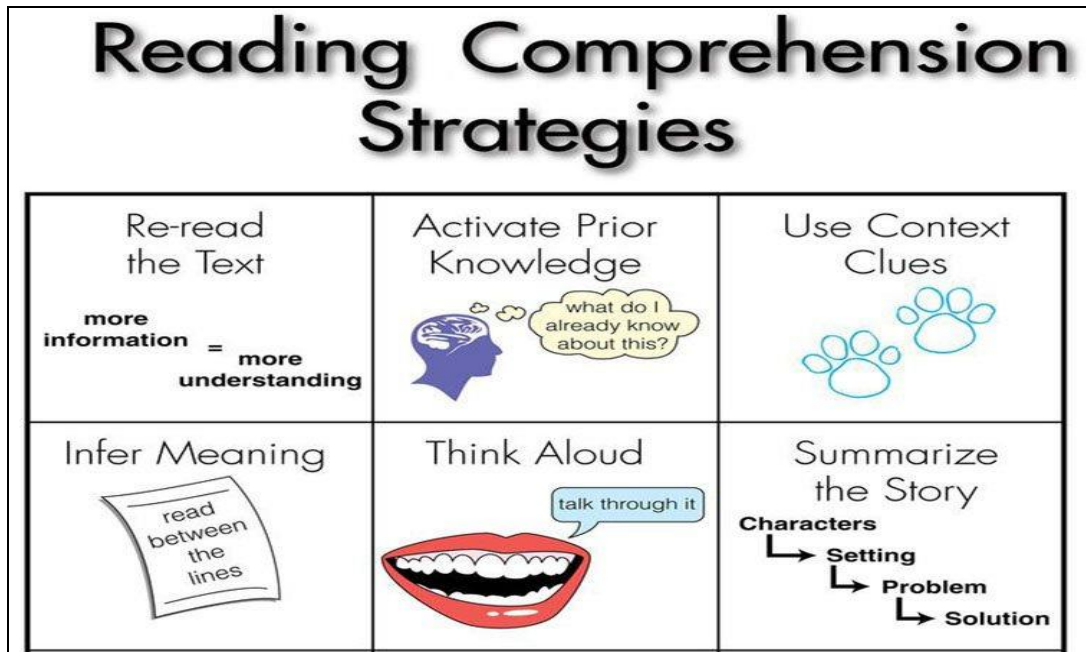 Reading Comprehension
Strategies
Re-read
the Text
more
information
=
more
understanding
Activate Prior
Knowledge
what do I
already know
about this?
Use Context
Clues
Infer Meaning
read
between
the
lines
Think Aloud
talk through it
Summarize
the Story
Characters
Setting
Problem
Solution